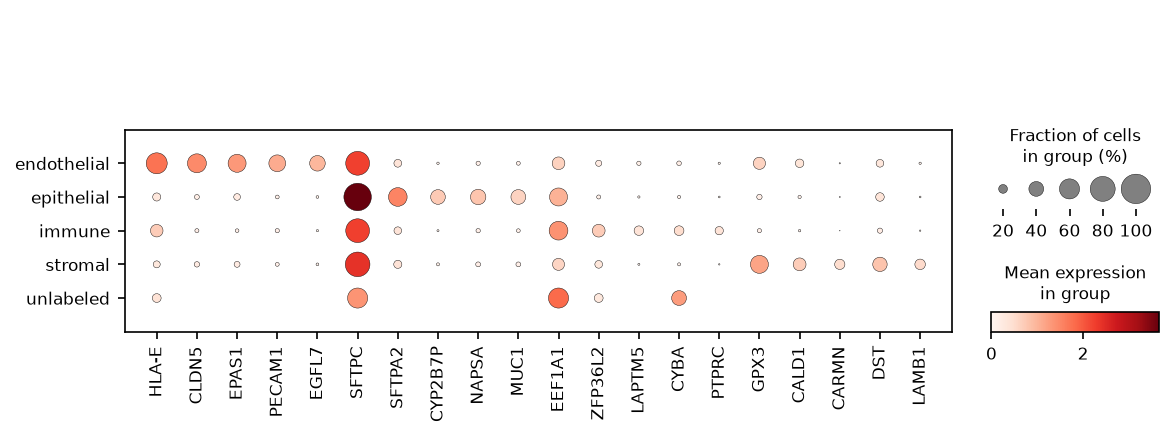 endothelial
epithelial
immune
stromal
unlabeled
HLA-E
CLDN5
EPAS1
PECAM1
EGFL7
SFTPC
SFTPA2
CYP2B7P
NAPSA
MUC1
EEF1A1
ZFP36L2
LAPTM5
CYBA
PTPRC
GPX3
CALD1
CARMN
DST
LAMB1
Fraction of cells
in group (%)
20 40 60 80 100
Mean expression
in group
0 2